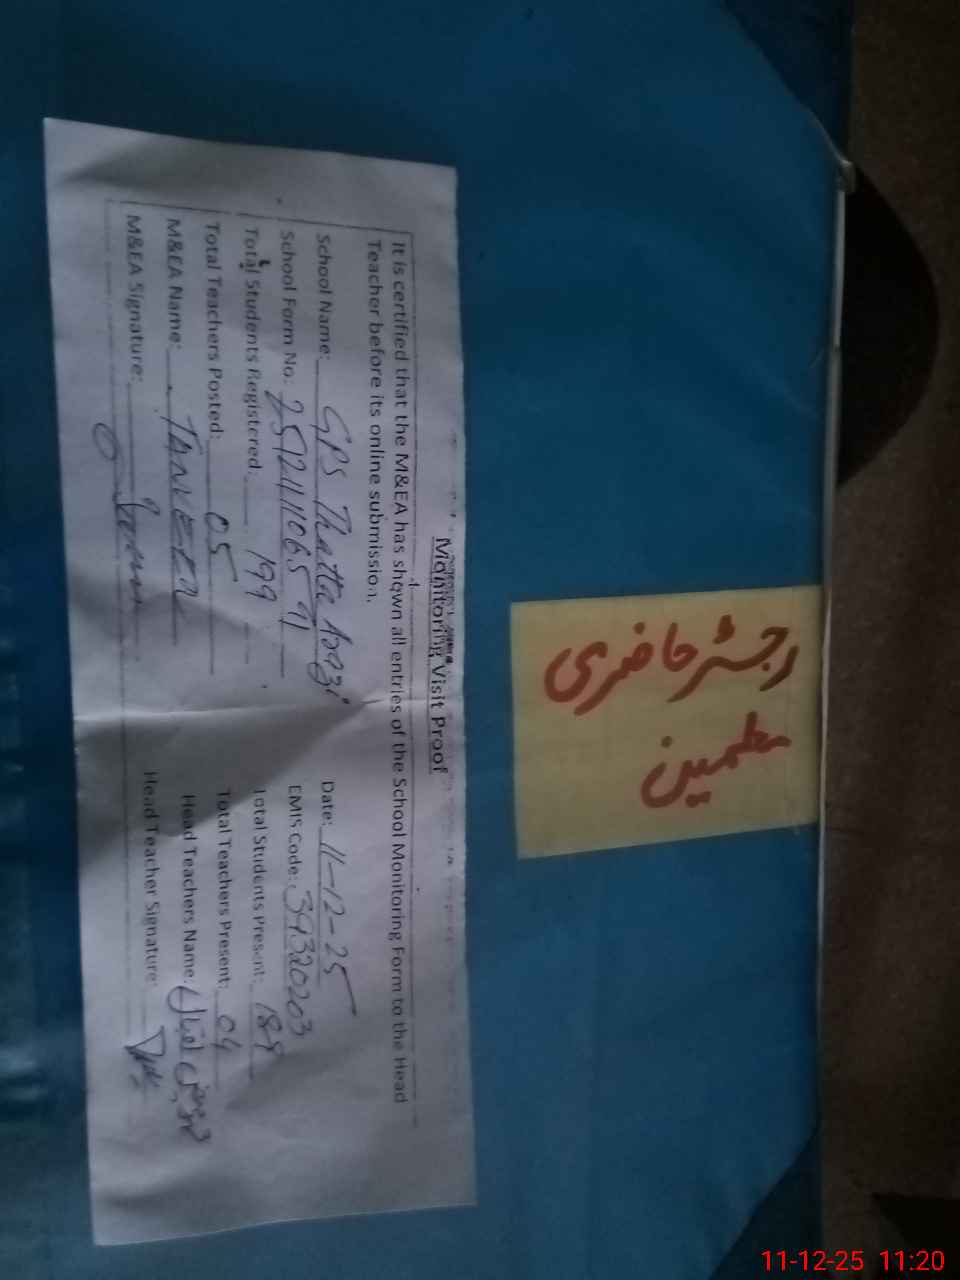 Monitoring Visit Proof
It is certified that the M&EA has shown all entries of the School Monitoring Form to the Head
Teacher before its online submission.
School Name: GPS Thatta Date: 11-12-25
School Form No.: EMIS Code: 39320203
Total Students Registered: 199 Total Students Present: 189
Total Teachers Posted: 05 Total Teachers Present: 04
M&EA Name: TANVEER Head Teachers Name:
M&EA Signature: Head Teacher Signature:
رجسٹر حاضری
معلمین
11-12-25 11:20